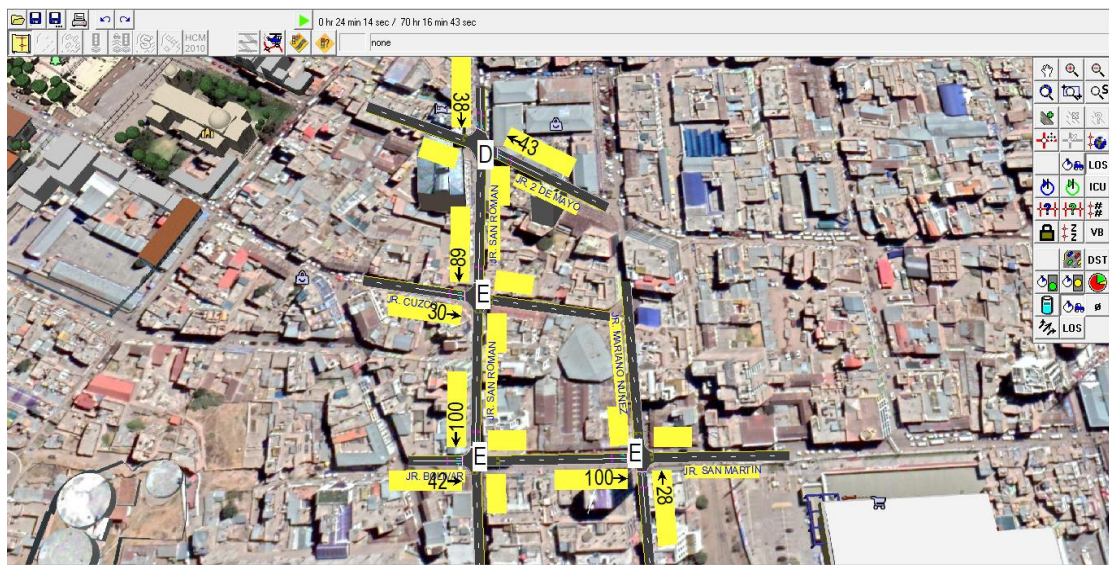 0 hr 24 min 14 sec / 70 hr 16 min 43 sec
HCM
2010
none
S
LOS
ICU
? ? # #
Z Z VB
DST
ø
LOS
38
D
43
JR. 2 DE MAYO
JR. SAN ROMAN
89
E
JR. CUZCO
30
JR. SAN ROMAN
JR. MARIANO NUÑEZ
100
E
JR. BOLIVAR
42
E
100
28
JR. SAN MARTIN